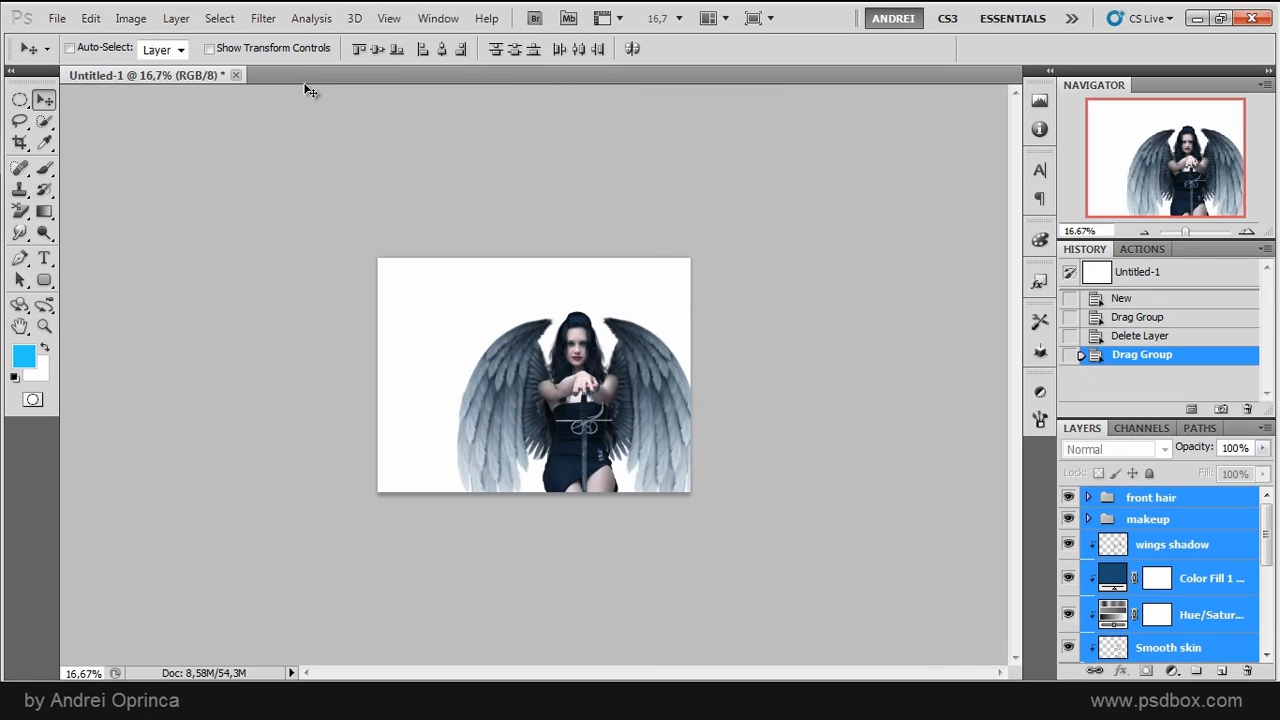 Ps File Edit Image Layer Select Filter Analysis 3D View Window Help Br Mb 16,7 ANDREI CS3 ESSENTIALS CS Live
Auto-Select: Layer Show Transform Controls
Untitled-1 @ 16,7% (RGB/8) *
NAVIGATOR
16.67%
HISTORY ACTIONS
Untitled-1
New
Drag Group
Delete Layer
Drag Group
LAYERS CHANNELS PATHS
Normal Opacity: 100%
Lock: Fill: 100%
front hair
makeup
wings shadow
Color Fill 1 ...
Hue/Satur...
Smooth skin
16,67% Doc: 8,58M/54,3M
by Andrei Oprinca www.psdbox.com